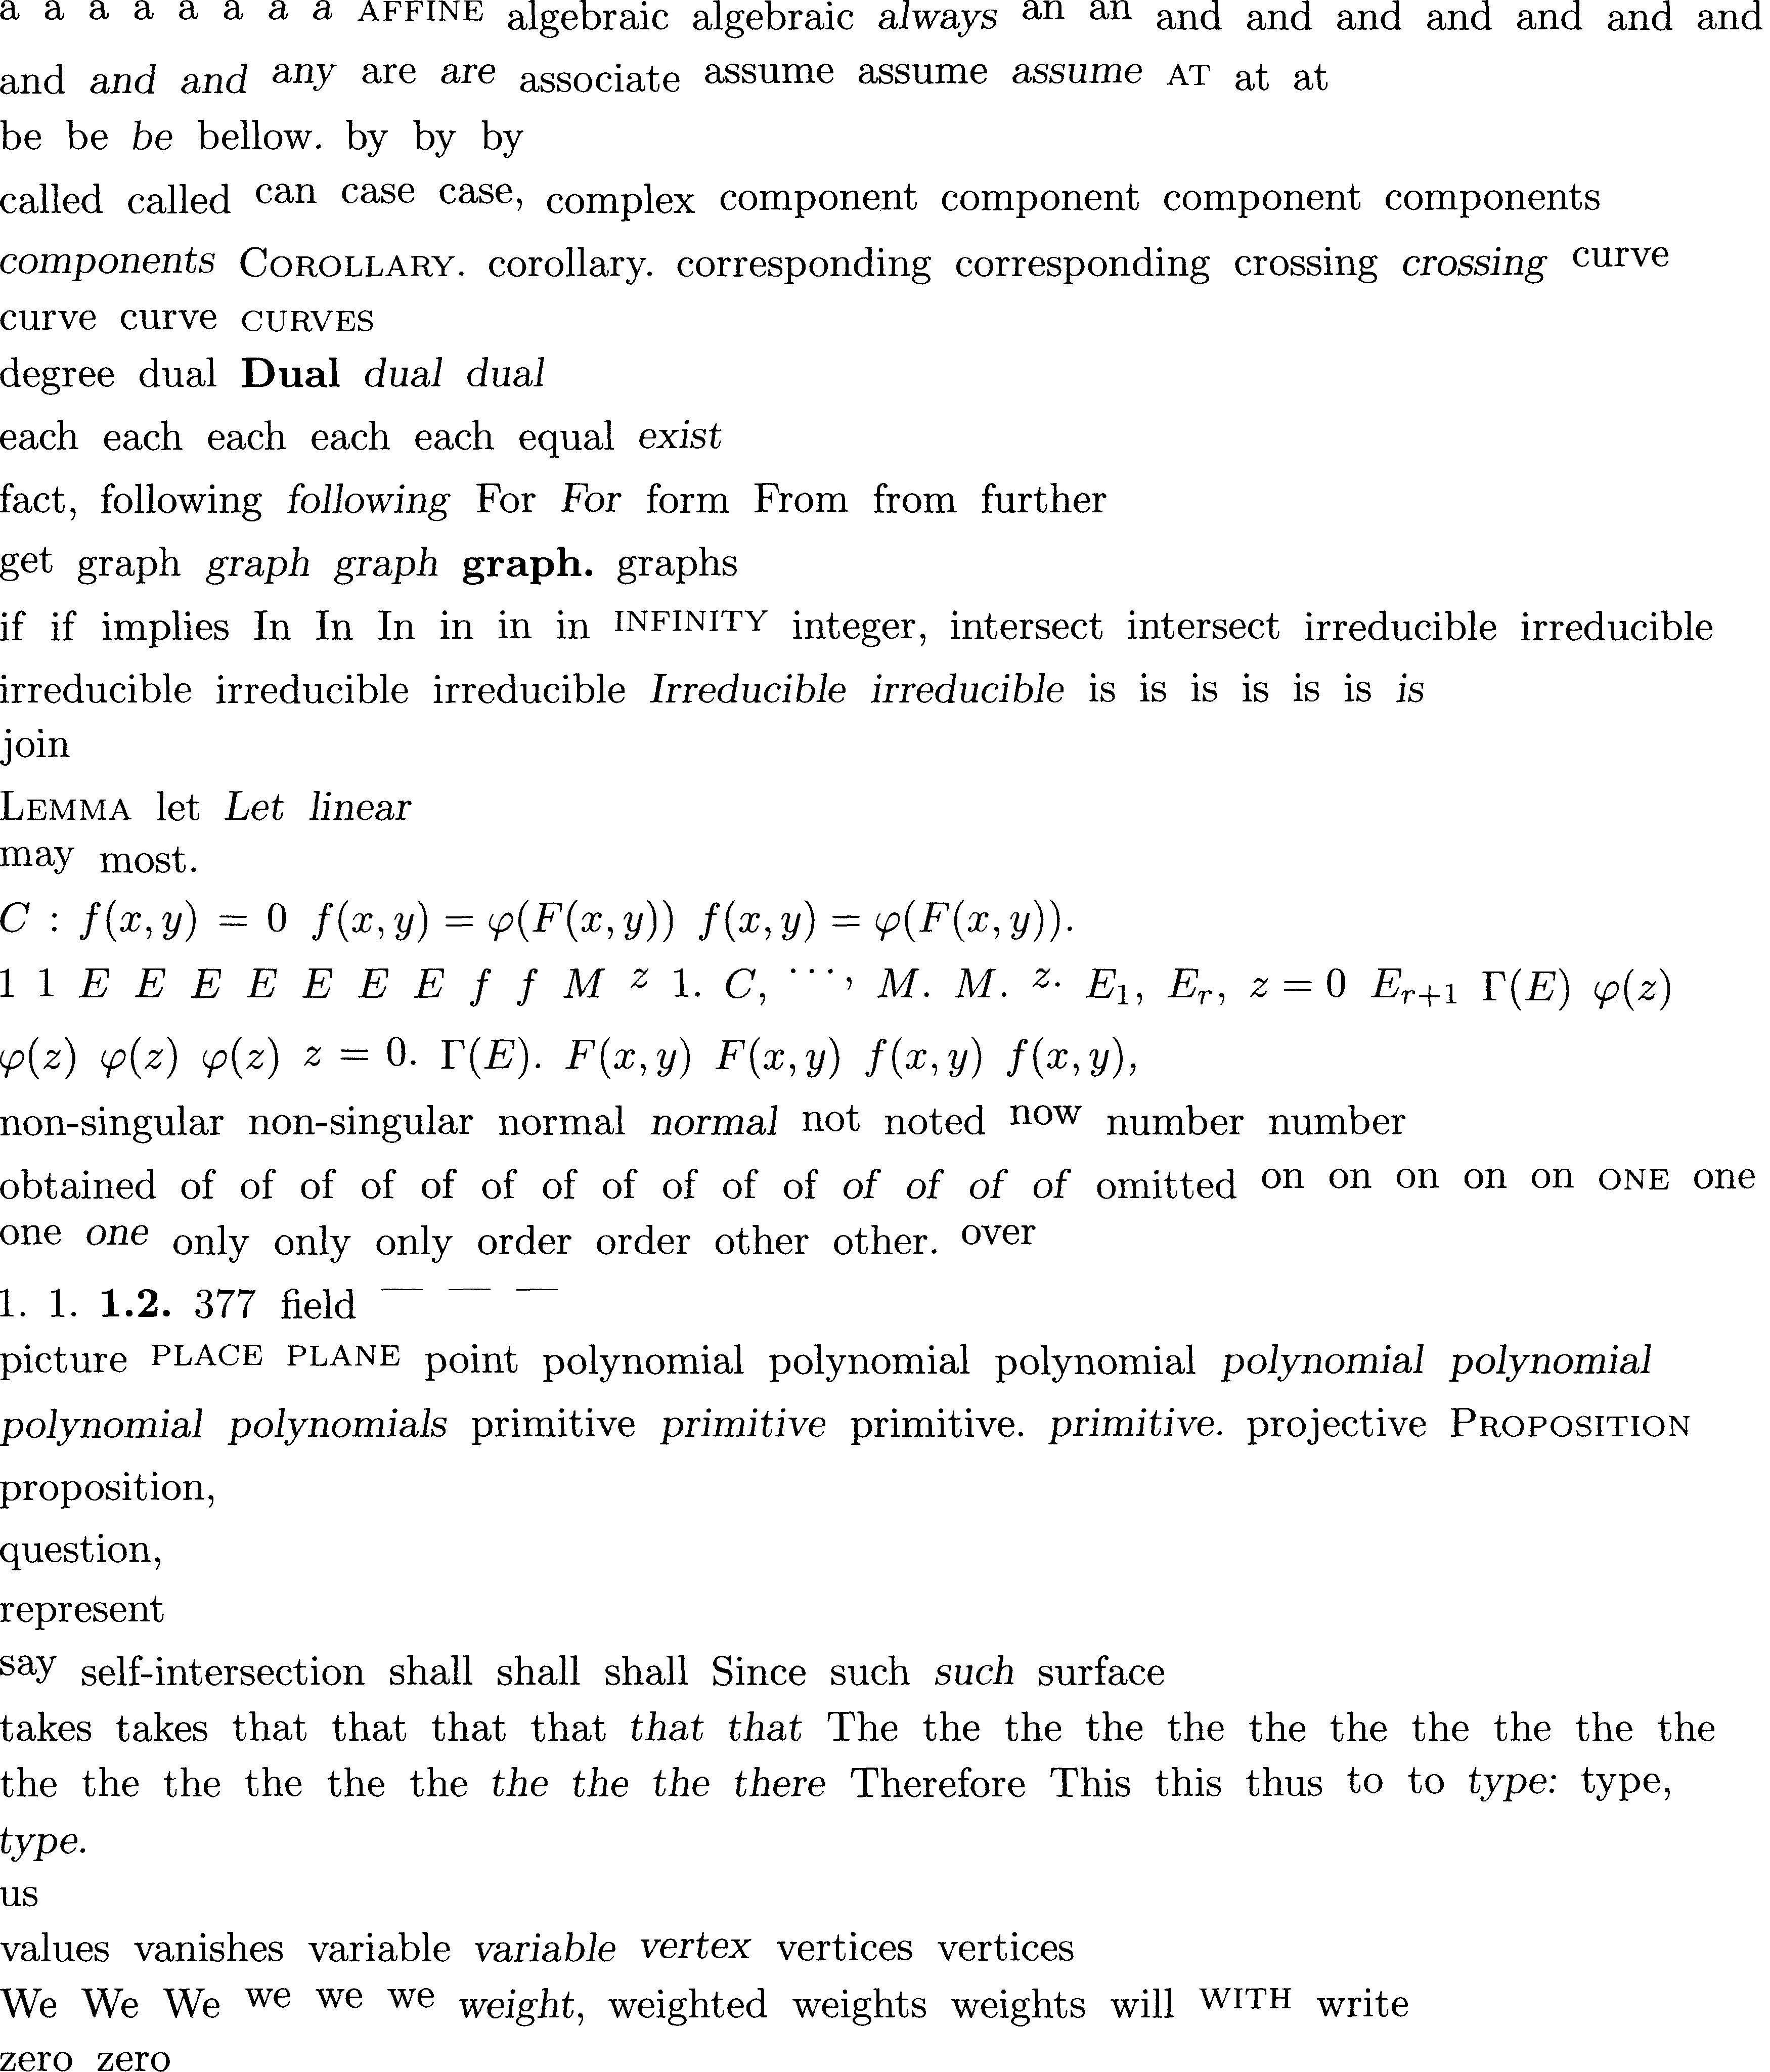 a a a a a a a a AFFINE algebraic algebraic always an an and and and and and and and
and and and any are are associate assume assume assume AT at at
be be be bellow. by by by
called called can case case, complex component component component components
components COROLLARY. corollary. corresponding corresponding crossing crossing curve
curve curve CURVES
degree dual Dual dual dual
each each each each each equal exist
fact, following following For For form From from further
get graph graph graph graph. graphs
if if implies In In In in in in INFINITY integer, intersect intersect irreducible irreducible
irreducible irreducible irreducible Irreducible irreducible is is is is is is is
join
LEMMA let Let linear
may most.
C : f(x, y) = 0 f(x, y) = φ(F(x, y)) f(x, y) = φ(F(x, y)).
1 1 E E E E E E E f f M z 1. C, ···, M. M. z. E₁, Eᵣ, z = 0 Eᵣ₊₁ Γ(E) φ(z)
φ(z) φ(z) φ(z) z = 0. Γ(E). F(x, y) F(x, y) f(x, y) f(x, y),
non-singular non-singular normal normal not noted now number number
obtained of of of of of of of of of of of of of of of omitted on on on on on ONE one
one one only only only order order other other. over
1. 1. 1.2. 377 field — — —
picture PLACE PLANE point polynomial polynomial polynomial polynomial polynomial
polynomial polynomials primitive primitive primitive. primitive. projective PROPOSITION
proposition,
question,
represent
say self-intersection shall shall shall Since such such surface
takes takes that that that that that that The the the the the the the the the the the
the the the the the the the the the there Therefore This this thus to to type: type,
type.
us
values vanishes variable variable vertex vertices vertices
We We We we we we weight, weighted weights weights will WITH write
zero zero